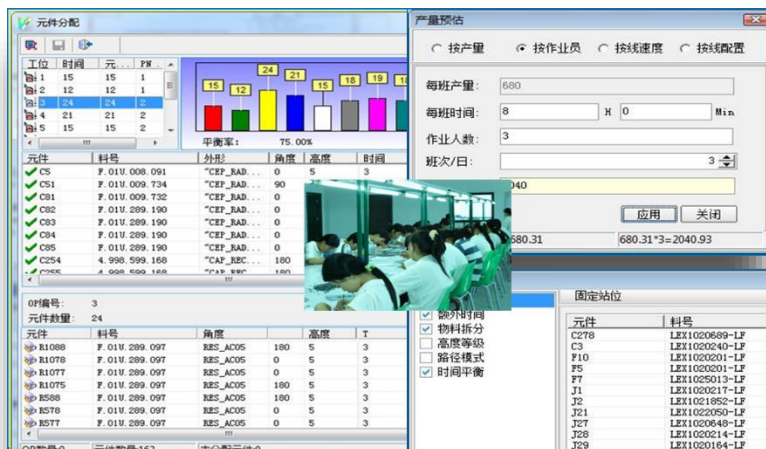 元件分配
工位 时间 元... PN
1 15 15 1
2 12 12 1
3 24 24 2
4 21 21 2
5 15 15 2
15 12 24 21 15 18 19
平衡率: 75.00%
元件 料号 外形 角度 高度 时间
C5 F.01U.008.091 "CEP_RAD... 0 5 3
C51 F.01U.009.734 "CEP_RAD... 90
C81 F.01U.009.732 "CEP_RAD... 0
C82 F.01U.289.190 "CEP_RAD... 0
C83 F.01U.289.190 "CEP_RAD... 0
C84 F.01U.289.190 "CEP_RAD... 0
C85 F.01U.289.190 "CEP_RAD... 0
C254 4.998.599.168 "CAP_REC... 180
C255 4.998.599.168 "CAP_REC... 180
OP编号: 3
元件数量: 24
元件 料号 角度 高度 T
R1088 F.01U.289.097 RES_AC05 180 5 3
R1078 F.01U.289.097 RES_AC05 0 5 3
R1077 F.01U.289.097 RES_AC05 0 5 3
R1075 F.01U.289.097 RES_AC05 180 5 3
R588 F.01U.289.097 RES_AC05 180 5 3
R578 F.01U.289.097 RES_AC05 0 5 3
R577 F.01U.289.097 RES_AC05 0 5 3
产量预估
按产量 按作业员 按线速度 按线配置
每班产量: 680
每班时间: 8 H 0 Min
作业人数: 3
班次/日: 3
应用 关闭
680.31 680.31*3=2040.93
额外时间
物料拆分
高度等级
路径模式
时间平衡
固定站位
元件 料号
C278 LEX1020689-LF
C3 LEX1020240-LF
F10 LEX1020201-LF
F5 LEX1020201-LF
F7 LEX1025013-LF
J1 LEX1020217-LF
J2 LEX1021852-LF
J21 LEX1022050-LF
J27 LEX1020648-LF
J28 LEX1020214-LF
J29 LEX1020164-LF